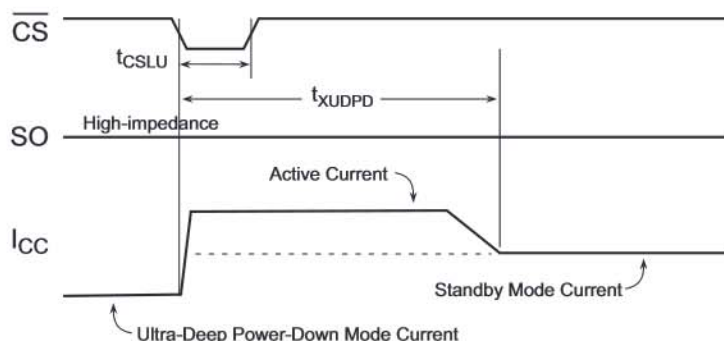 CS
tCSLU
tXUDPD
High-impedance
SO
Active Current
ICC
Standby Mode Current
Ultra-Deep Power-Down Mode Current